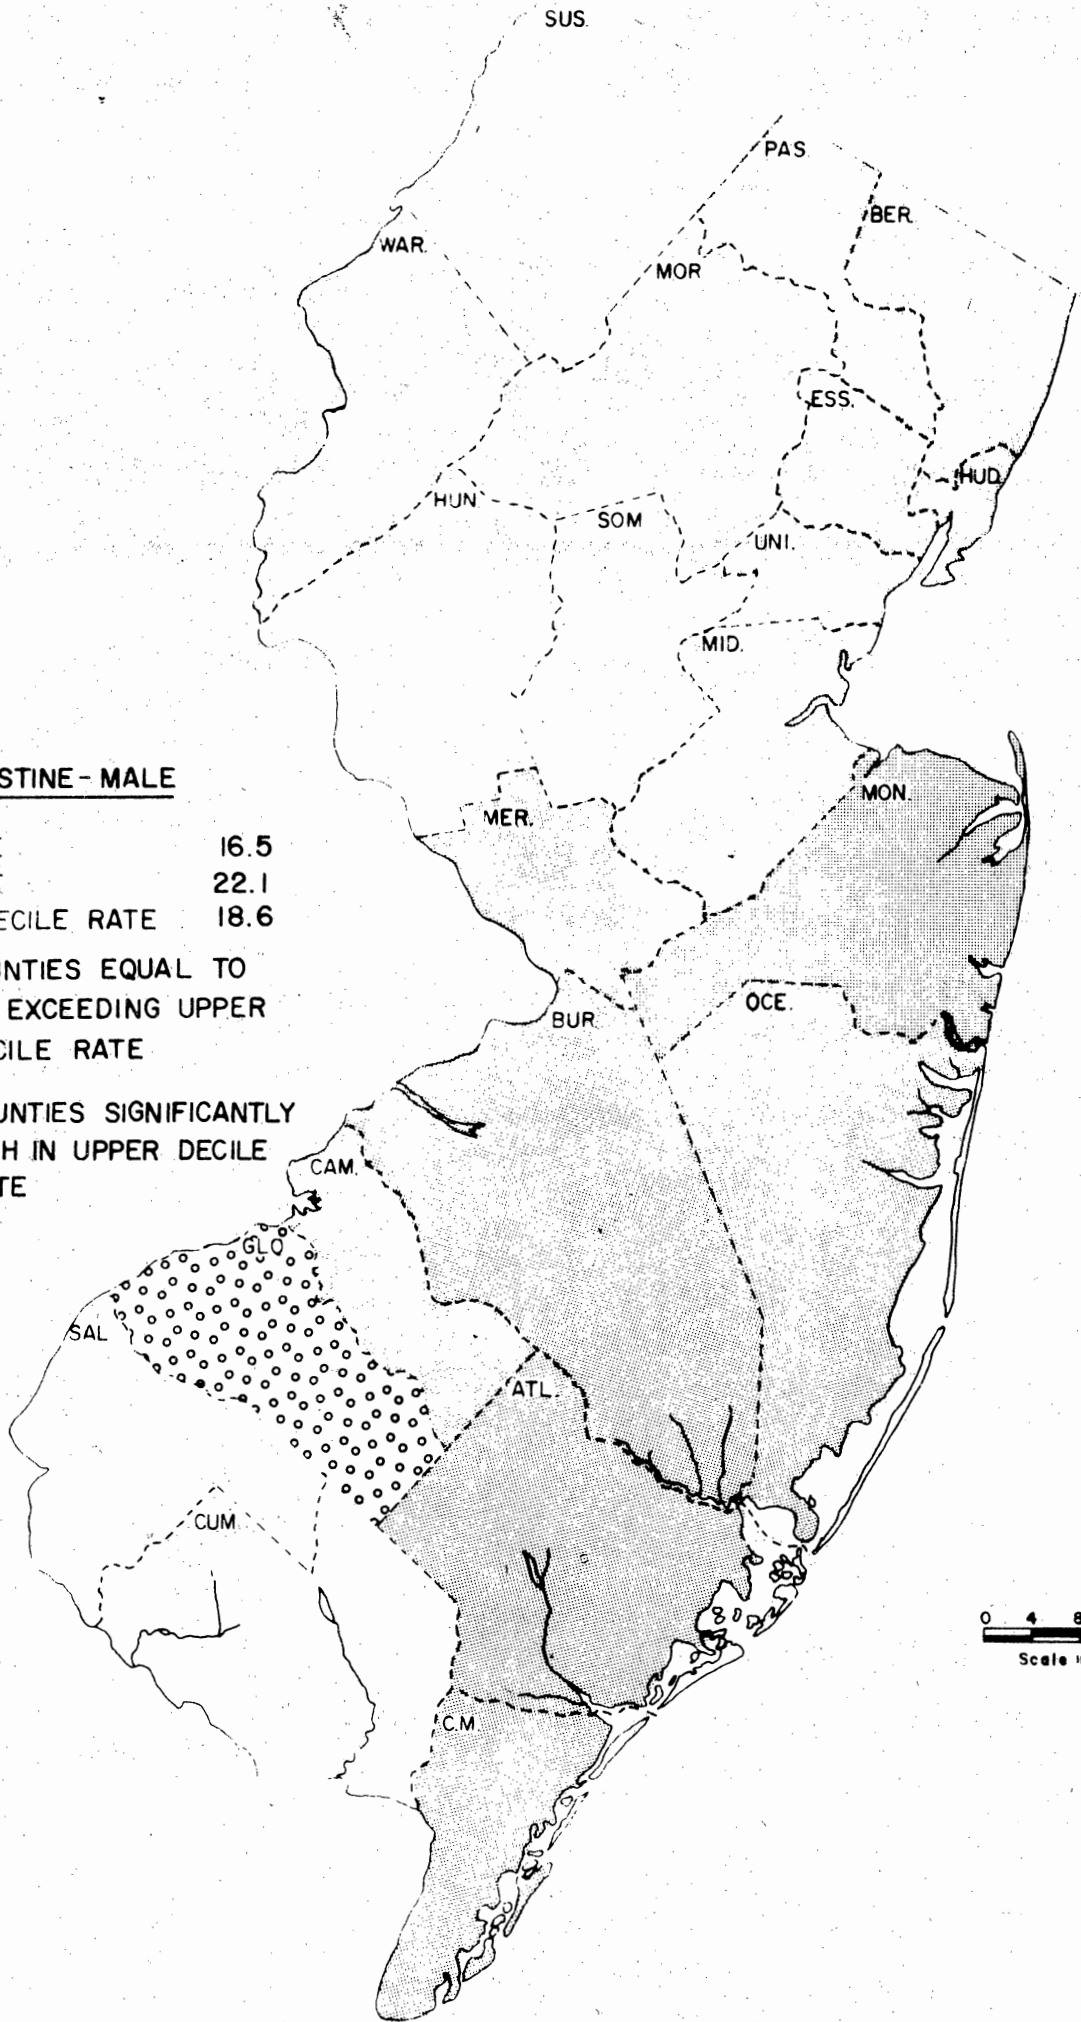 SUS.
PAS.
BER.
WAR.
MOR
ESS.
HUD.
HUN
SOM
UNI.
MID.
STINE-MALE
MON.
MER.
16.5
22.1
ECILE RATE 18.6
NTIES EQUAL TO
OCE.
EXCEEDING UPPER
BUR
CILE RATE
UNTIES SIGNIFICANTLY
H IN UPPER DECILE
CAM.
TE
GLO
SAL
ATL.
CUM
0 4 8
Scale
C.M.